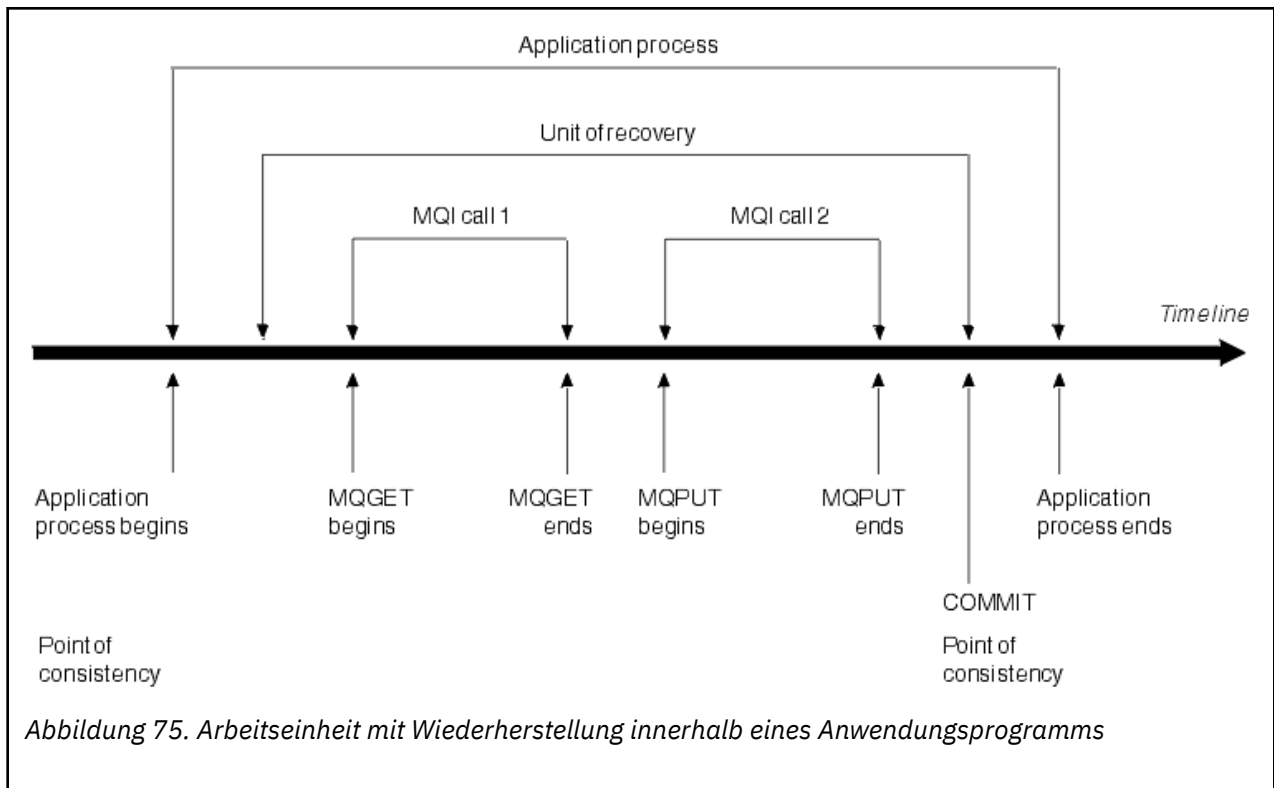 Application process
Unit of recovery
MQI call 1
MQI call 2
Timeline
Application
process begins
MQGET
begins
MQGET
ends
MQPUT
begins
MQPUT
ends
Application
process ends
COMMIT
Point of
consistency
Point of
consistency
Abbildung 75. Arbeitseinheit mit Wiederherstellung innerhalb eines Anwendungsprogramms